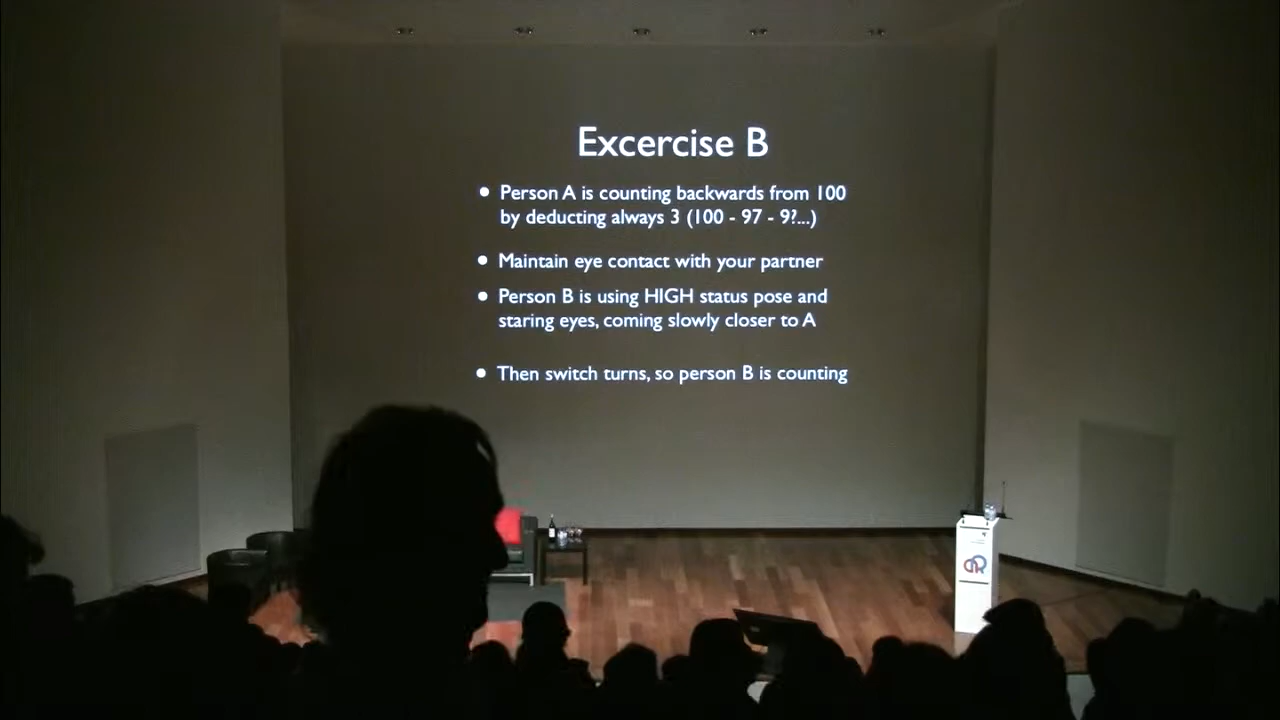 Excercise B
Person A is counting backwards from 100
by deducting always 3 (100 - 97 - 9?...)
Maintain eye contact with your partner
Person B is using HIGH status pose and
staring eyes, coming slowly closer to A
Then switch turns, so person B is counting